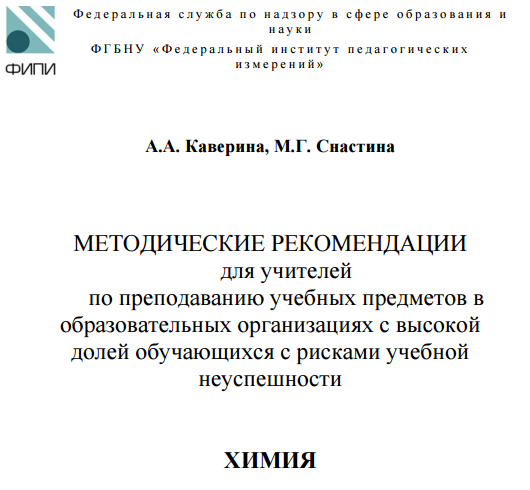 Федеральная служба по надзору в сфере образования и
науки
ФГБНУ «Федеральный институт педагогических
измерений»
ФИПИ
А.А. Каверина, М.Г. Снастина
МЕТОДИЧЕСКИЕ РЕКОМЕНДАЦИИ
для учителей
по преподаванию учебных предметов в
образовательных организациях с высокой
долей обучающихся с рисками учебной
неуспешности
ХИМИЯ